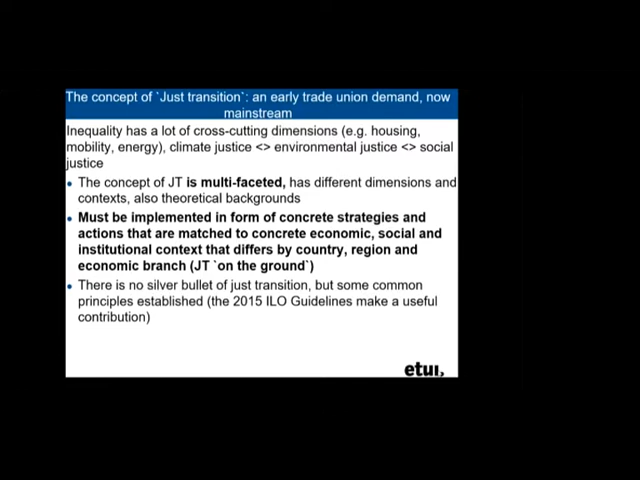 The concept of `Just transition`: an early trade union demand, now
mainstream
Inequality has a lot of cross-cutting dimensions (e.g. housing,
mobility, energy), climate justice <> environmental justice <> social
justice
• The concept of JT is multi-faceted, has different dimensions and
contexts, also theoretical backgrounds
• Must be implemented in form of concrete strategies and
actions that are matched to concrete economic, social and
institutional context that differs by country, region and
economic branch (JT `on the ground`)
• There is no silver bullet of just transition, but some common
principles established (the 2015 ILO Guidelines make a useful
contribution)
etui.